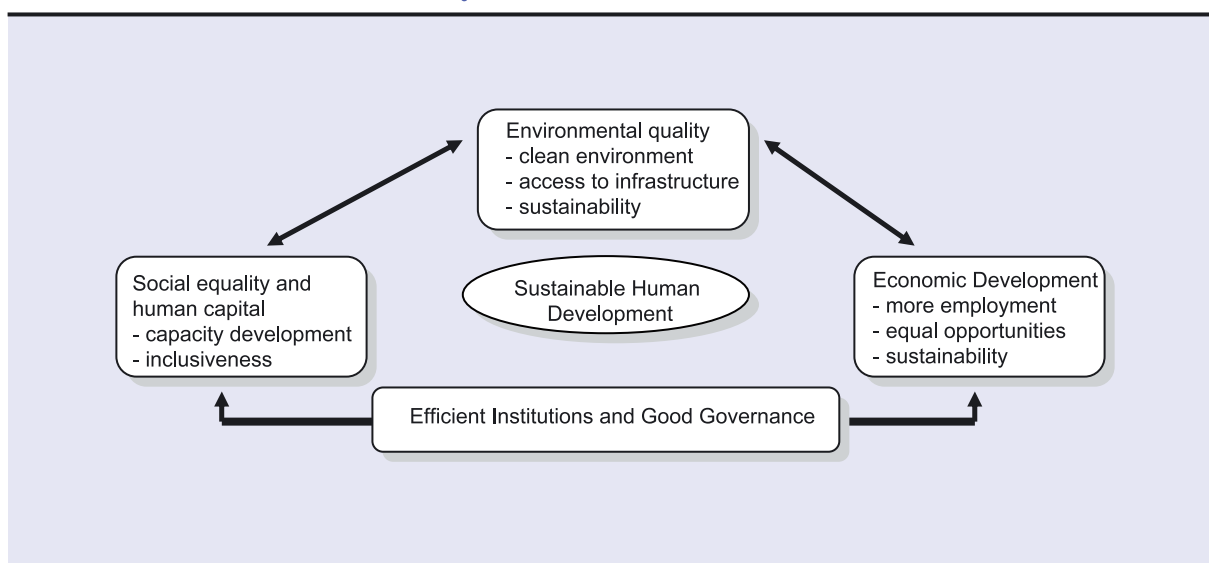 Environmental quality
- clean environment
- access to infrastructure
- sustainability
Social equality and
human capital
- capacity development
- inclusiveness
Sustainable Human
Development
Economic Development
- more employment
- equal opportunities
- sustainability
Efficient Institutions and Good Governance